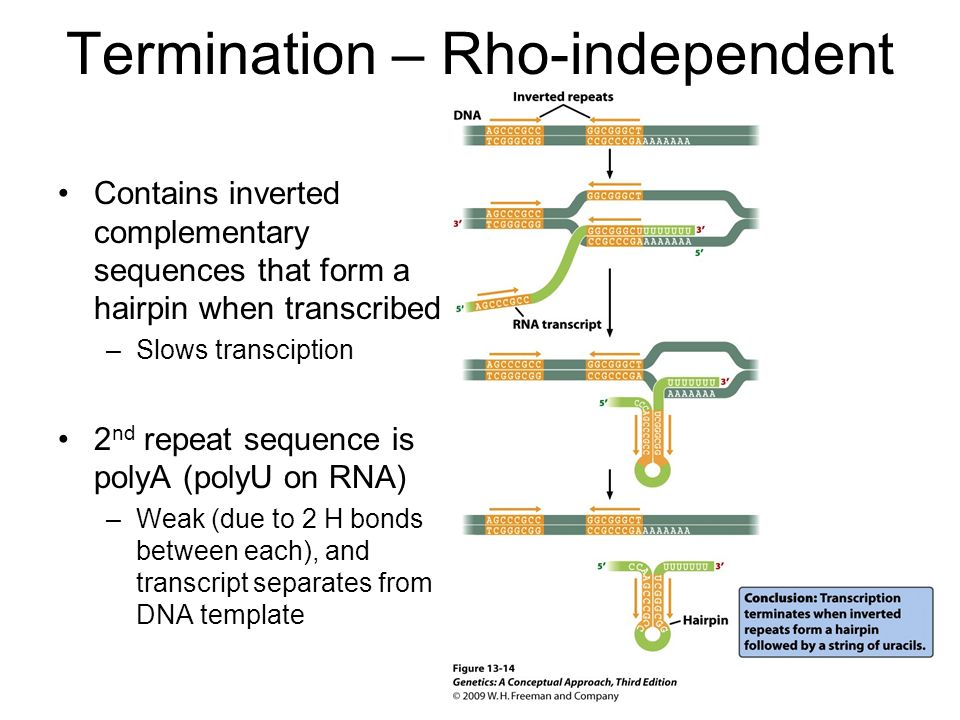 Termination – Rho-independent
• Contains inverted
complementary
sequences that form a
hairpin when transcribed
– Slows transciption
• 2nd repeat sequence is
polyA (polyU on RNA)
– Weak (due to 2 H bonds
between each), and
transcript separates from
DNA template
Inverted repeats
DNA
AGCCCGCC GGCGGGCT
TCGGGCGG CCGCCCGAAAAAAAA
GGCGGGCT
AGCCCGCC
3' TCGGGCGG
GGCGGGCUUUUUUUU 3'
CCGCCCGAAAAAAAA
5'
5' AGCCCGCC
RNA transcript
AGCCCGCC GGCGGGCT
TCGGGCGG CCGCCCGA
UUUUUUU 3'
AAAAAAA
5'
AGCCCGCC GGCGGGCT
TCGGGCGG CCGCCCGAAAAAAAA
5' UUUUUUU 3'
Hairpin
Conclusion: Transcription
terminates when inverted
repeats form a hairpin
followed by a string of uracils.
Figure 13-14
Genetics: A Conceptual Approach, Third Edition
© 2009 W. H. Freeman and Company